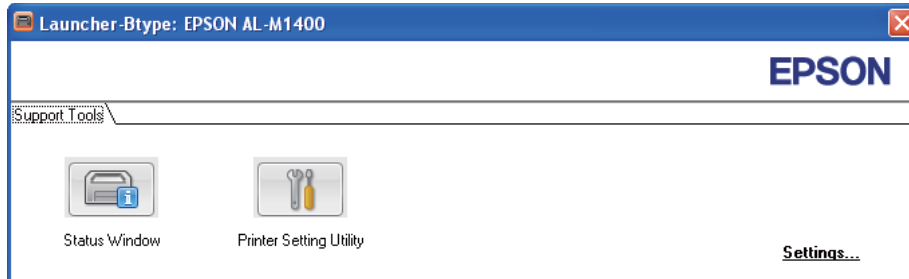 Launcher-Btype: EPSON AL-M1400
EPSON
Support Tools
Status Window
Printer Setting Utility
Settings...